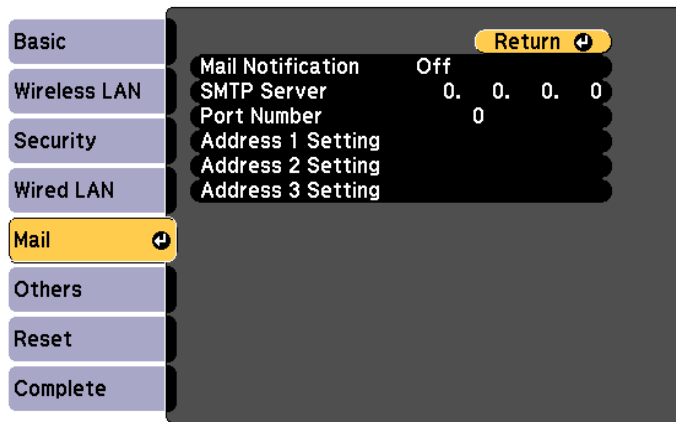 Basic
Wireless LAN
Security
Wired LAN
Mail
Others
Reset
Complete
Return
Mail Notification Off
SMTP Server 0. 0. 0. 0
Port Number 0
Address 1 Setting
Address 2 Setting
Address 3 Setting